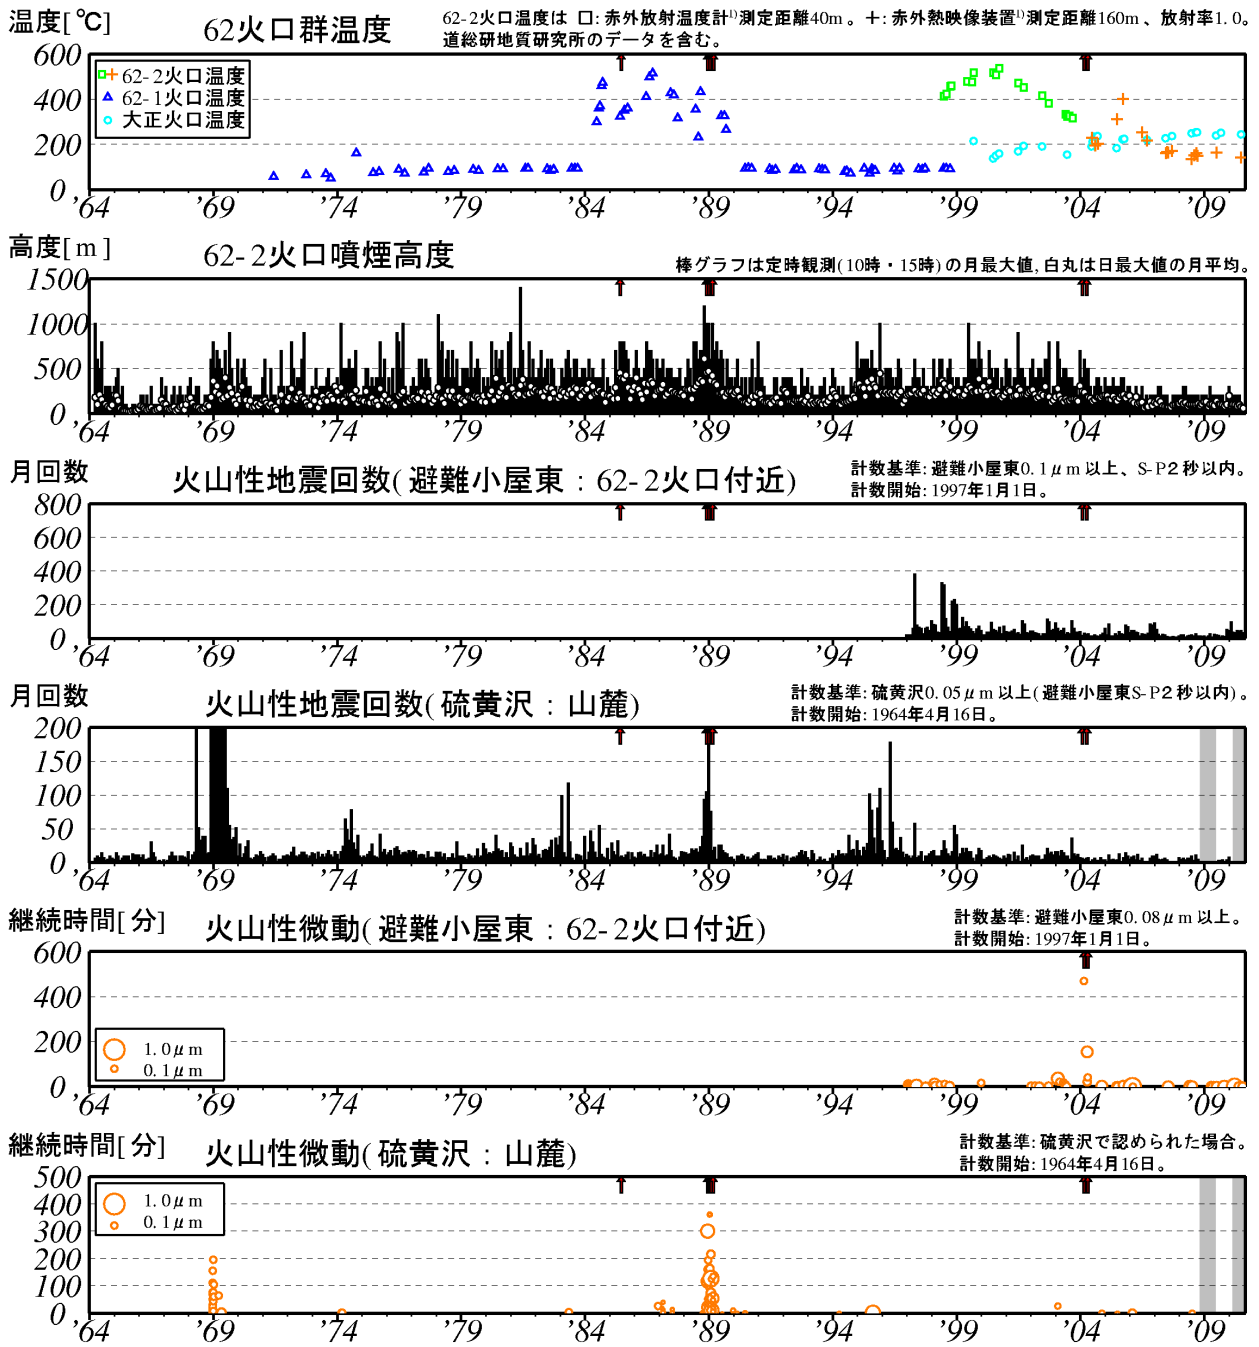 温度[℃]
62火口群温度
62-2火口温度は 口：赤外放射温度計1)測定距離40m。＋：赤外熱映像装置1)測定距離160m、放射率1.0。
道総研地質研究所のデータを含む。
600
400
200
0
62-2火口温度
62-1火口温度
大正火口温度
'64 '69 '74 '79 '84 '89 '94 '99 '04 '09
高度[m]
62-2火口噴煙高度
棒グラフは定時観測(10時・15時)の月最大値,白丸は日最大値の月平均。
1500
1000
500
0
'64 '69 '74 '79 '84 '89 '94 '99 '04 '09
月回数
火山性地震回数(避難小屋東：62-2火口付近)
計数基準：避難小屋東0.1μm以上、S-P2秒以内。
計数開始：1997年1月1日。
800
600
400
200
0
'64 '69 '74 '79 '84 '89 '94 '99 '04 '09
月回数
火山性地震回数(硫黄沢：山麓)
計数基準：硫黄沢0.05μm以上(避難小屋東S-P2秒以内)。
計数開始：1964年4月16日。
200
150
100
50
0
'64 '69 '74 '79 '84 '89 '94 '99 '04 '09
継続時間[分]
火山性微動(避難小屋東：62-2火口付近)
計数基準：避難小屋東0.08μm以上。
計数開始：1997年1月1日。
600
400
200
0
1.0μm
0.1μm
'64 '69 '74 '79 '84 '89 '94 '99 '04 '09
継続時間[分]
火山性微動(硫黄沢：山麓)
計数基準：硫黄沢で認められた場合。
計数開始：1964年4月16日。
500
400
300
200
100
0
1.0μm
0.1μm
'64 '69 '74 '79 '84 '89 '94 '99 '04 '09